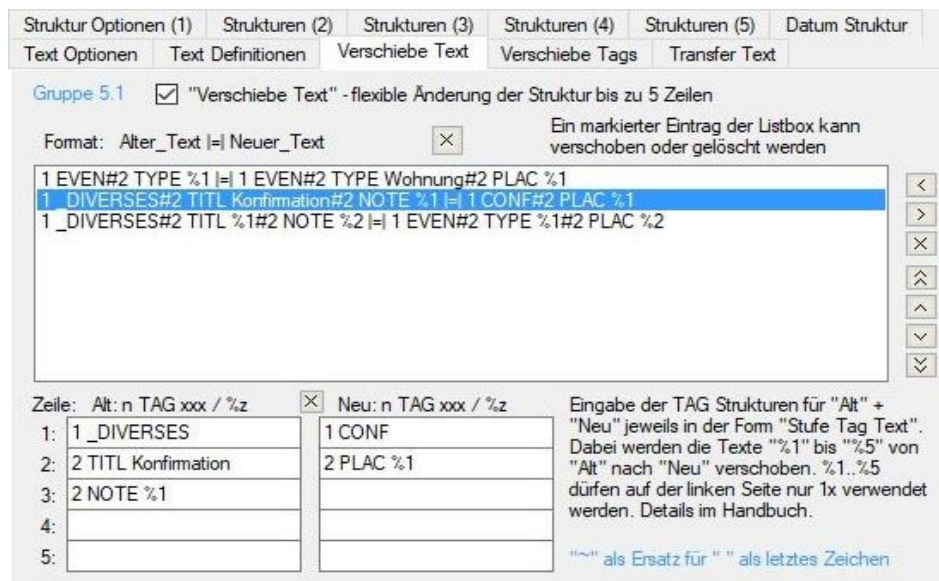 Struktur Optionen (1) Strukturen (2) Strukturen (3) Strukturen (4) Strukturen (5) Datum Struktur
Text Optionen Text Definitionen Verschiebe Text Verschiebe Tags Transfer Text
Gruppe 5.1 "Verschiebe Text" - flexible Änderung der Struktur bis zu 5 Zeilen
Format: Alter_Text |=| Neuer_Text
Ein markierter Eintrag der Listbox kann
verschoben oder gelöscht werden
1 EVEN#2 TYPE %1 |=| 1 EVEN#2 TYPE Wohnung#2 PLAC %1
1 _DIVERSES#2 TITL Konfirmation#2 NOTE %1 |=| 1 CONF#2 PLAC %1
1 _DIVERSES#2 TITL %1#2 NOTE %2 |=| 1 EVEN#2 TYPE %1#2 PLAC %2
Zeile: Alt: n TAG xxx / %z Neu: n TAG xxx / %z
1: 1 _DIVERSES 1 CONF
2: 2 TITL Konfirmation 2 PLAC %1
3: 2 NOTE %1
4:
5:
Eingabe der TAG Strukturen für "Alt" +
"Neu" jeweils in der Form "Stufe Tag Text".
Dabei werden die Texte "%1" bis "%5" von
"Alt" nach "Neu" verschoben. %1..%5
dürfen auf der linken Seite nur 1x verwendet
werden. Details im Handbuch.
"~" als Ersatz für " " als letztes Zeichen